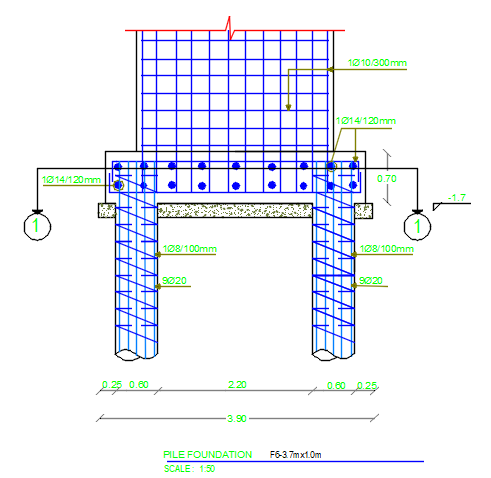 1Ø10/300mm
1Ø14/120mm
1Ø14/120mm
0.70
-1.7
1
1
1Ø8/100mm
1Ø8/100mm
9Ø20
9Ø20
0.25 0.60 2.20 0.60 0.25
3.90
PILE FOUNDATION F6-3.7mx1.0m
SCALE : 1:50